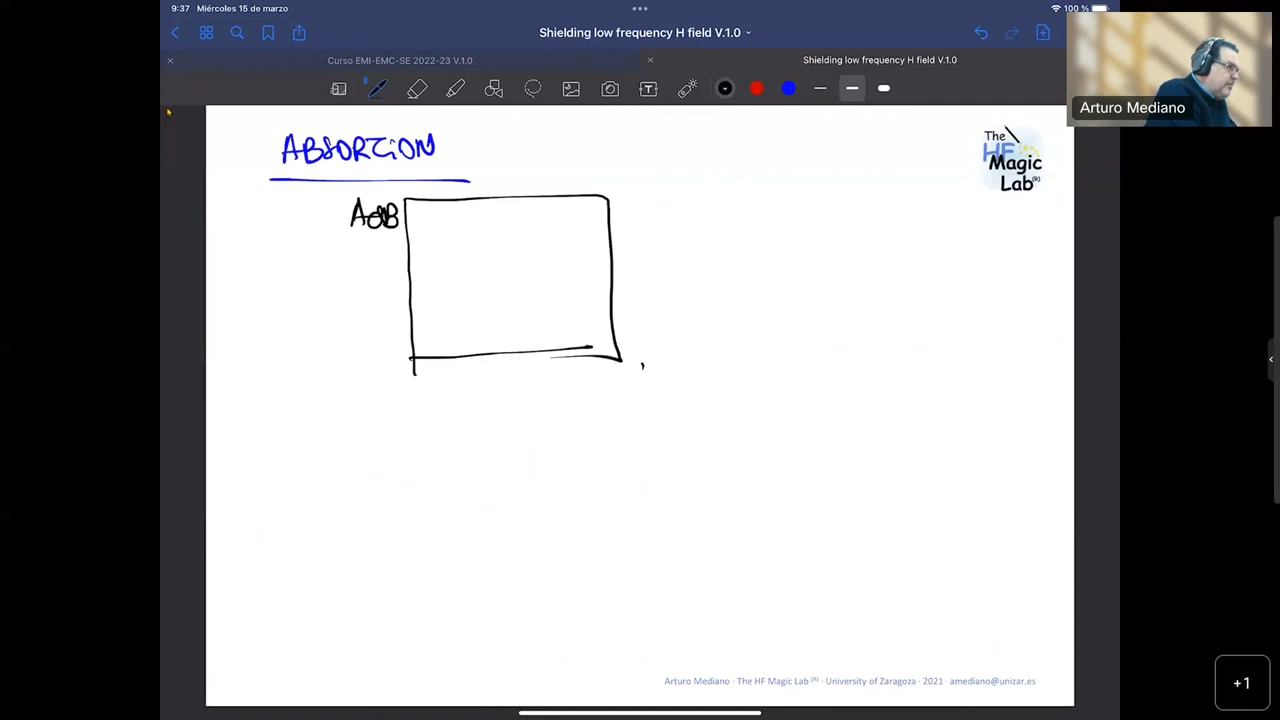 9:37 Miércoles 15 de marzo
100 %
Shielding low frequency H field V.1.0
Curso EMI-EMC-SE 2022-23 V.1.0
Shielding low frequency H field V.1.0
Arturo Mediano
ABSORTION
The
HF
Magic
Lab(R)
AdB
Arturo Mediano · The HF Magic Lab (R) · University of Zaragoza · 2021 · amediano@unizar.es
+1